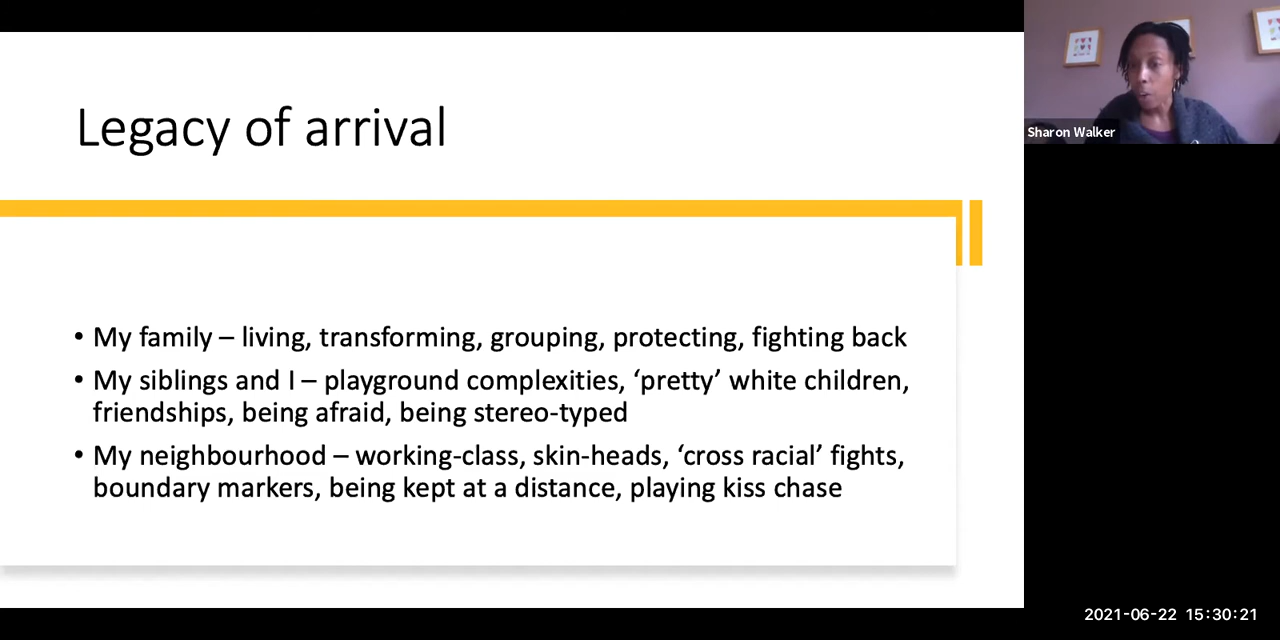 Legacy of arrival
• My family – living, transforming, grouping, protecting, fighting back
• My siblings and I – playground complexities, ‘pretty’ white children,
friendships, being afraid, being stereo-typed
• My neighbourhood – working-class, skin-heads, ‘cross racial’ fights,
boundary markers, being kept at a distance, playing kiss chase
Sharon Walker
2021-06-22 15:30:21